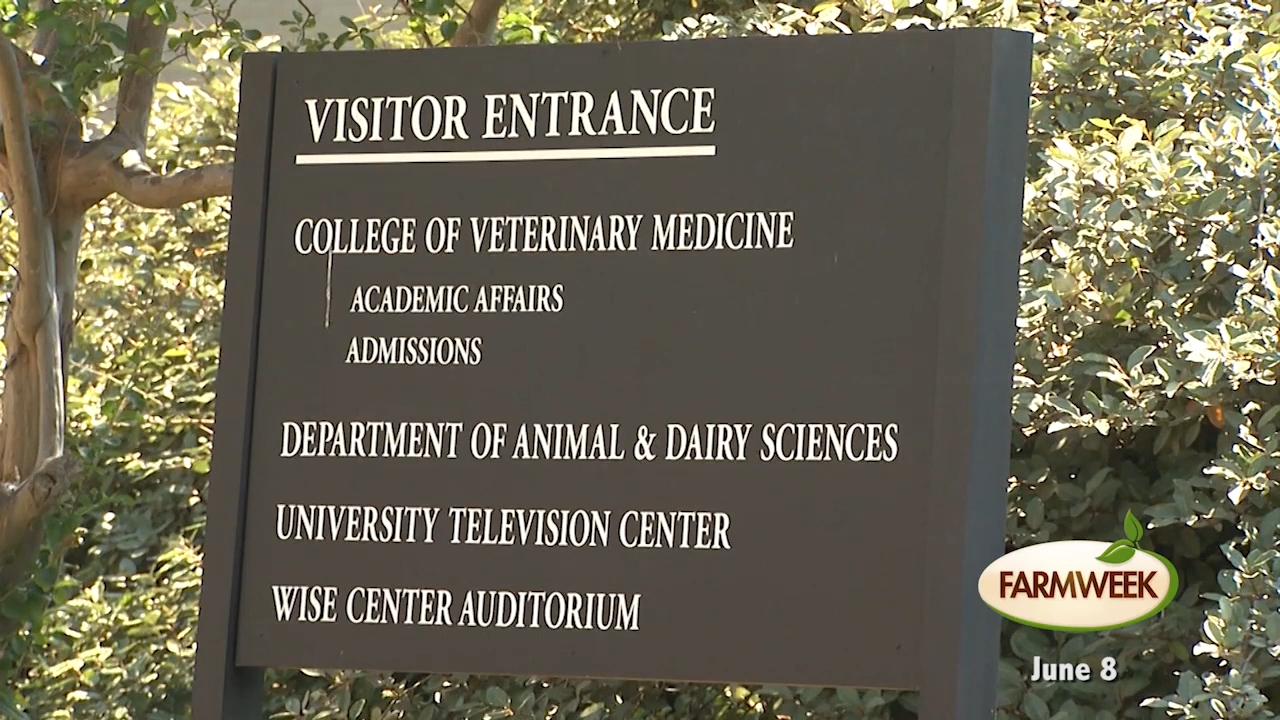 VISITOR ENTRANCE
COLLEGE OF VETERINARY MEDICINE
ACADEMIC AFFAIRS
ADMISSIONS
DEPARTMENT OF ANIMAL & DAIRY SCIENCES
UNIVERSITY TELEVISION CENTER
WISE CENTER AUDITORIUM
FARMWEEK
June 8